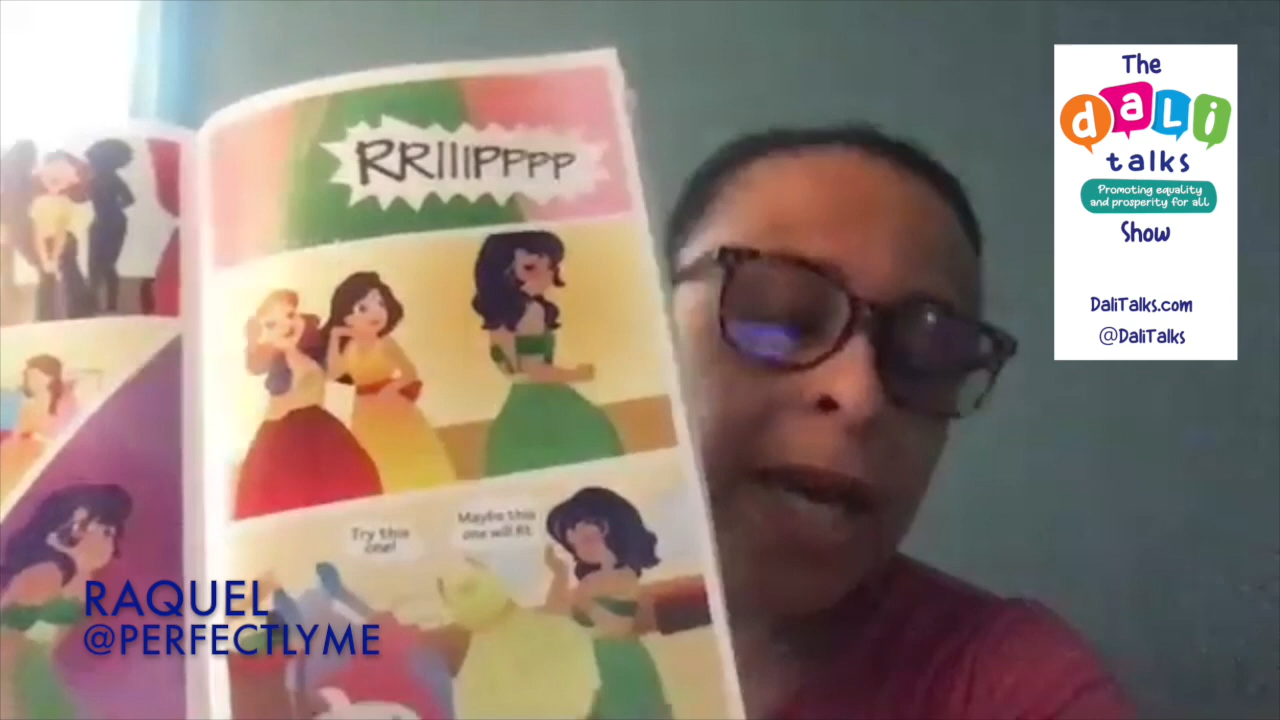 RRIIIPPPP
Try this
one!
Maybe this
one will fit
RAQUEL
@PERFECTLYME
The
dali
talks
Promoting equality
and prosperity for all
Show
DaliTalks.com
@DaliTalks